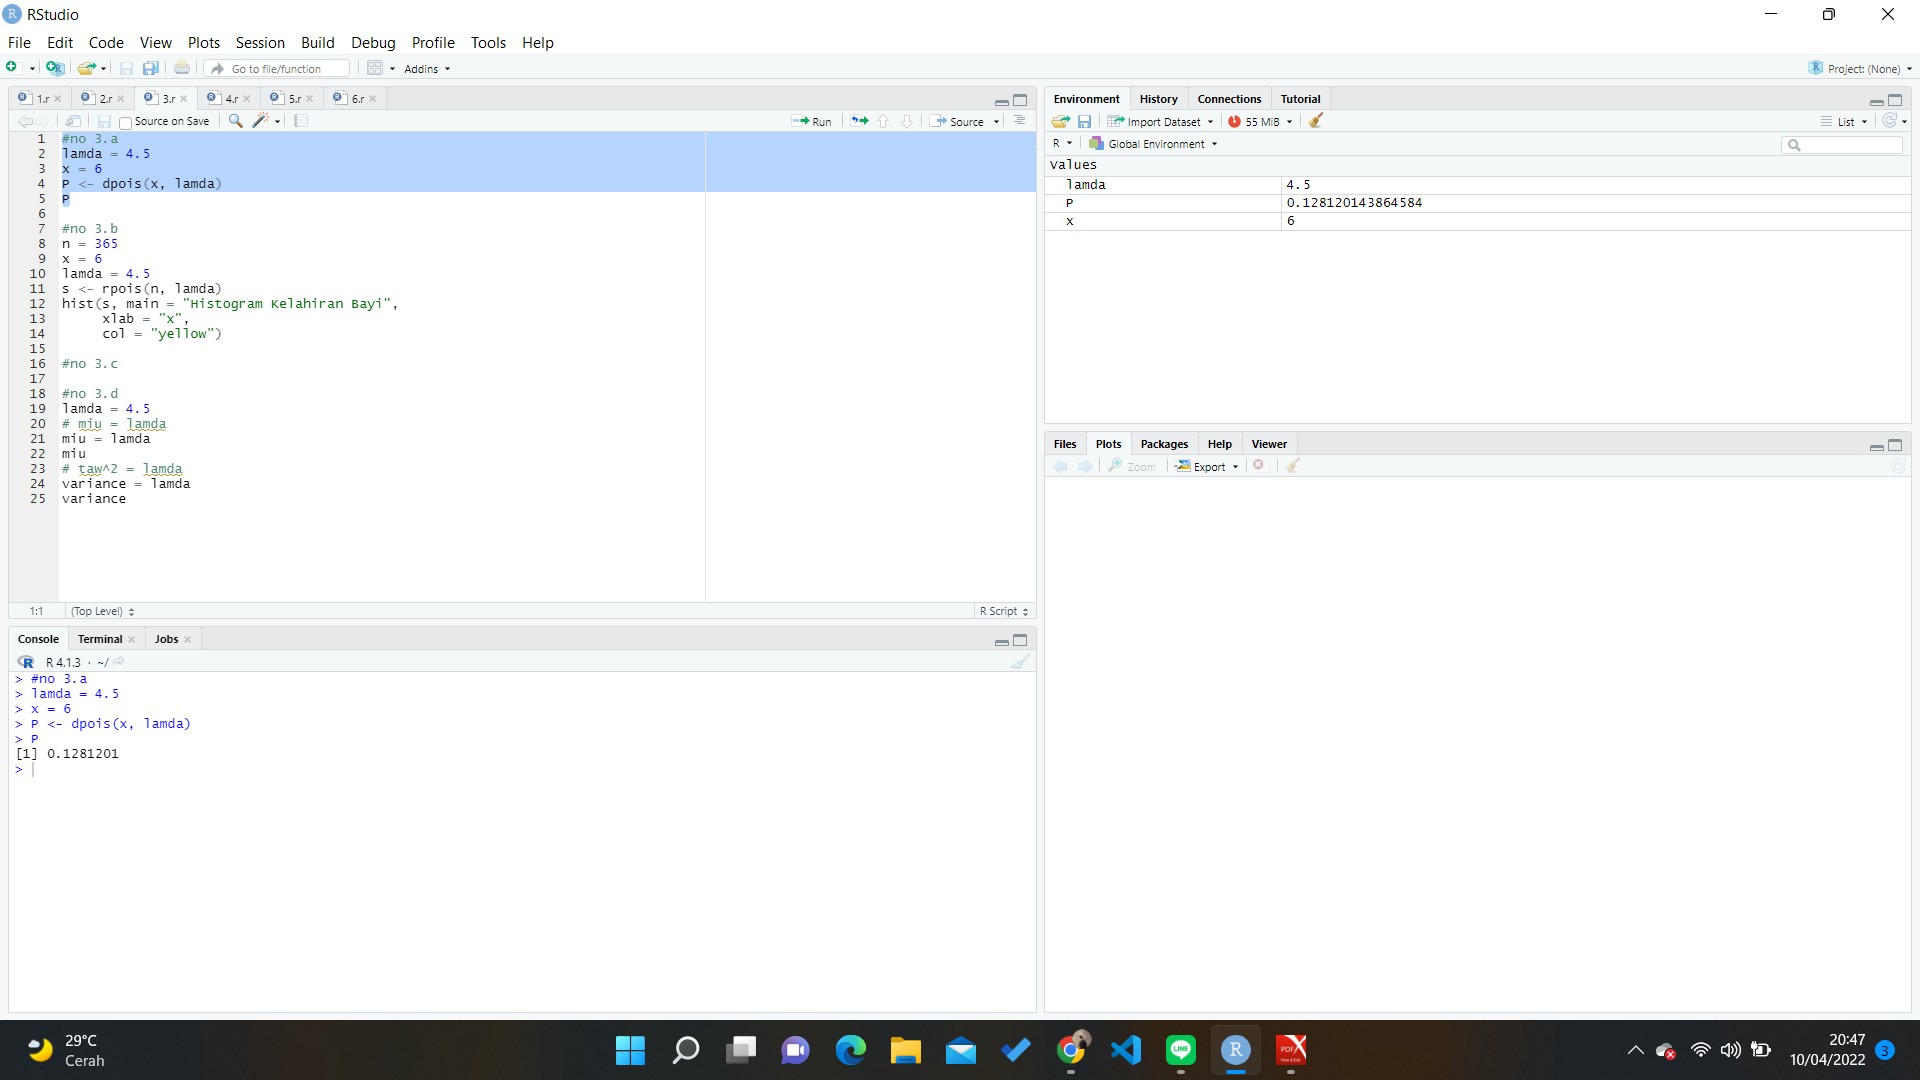 RStudio
File Edit Code View Plots Session Build Debug Profile Tools Help
Go to file/function Addins Project: (None)
1.r 2.r 3.r 4.r 5.r 6.r
Source on Save Run Source
1 #no 3.a
2 lamda = 4.5
3 x = 6
4 P <- dpois(x, lamda)
5 P
6
7 #no 3.b
8 n = 365
9 x = 6
10 lamda = 4.5
11 s <- rpois(n, lamda)
12 hist(s, main = "Histogram Kelahiran Bayi",
13 xlab = "x",
14 col = "yellow")
15
16 #no 3.c
17
18 #no 3.d
19 lamda = 4.5
20 # miu = lamda
21 miu = lamda
22 miu
23 # taw^2 = lamda
24 variance = lamda
25 variance
1:1 (Top Level) R Script
Console Terminal Jobs
R 4.1.3 · ~/
> #no 3.a
> lamda = 4.5
> x = 6
> P <- dpois(x, lamda)
> P
[1] 0.1281201
>
Environment History Connections Tutorial
Import Dataset 55 MiB List
R Global Environment
Values
lamda 4.5
P 0.128120143864584
x 6
Files Plots Packages Help Viewer
Zoom Export
29°C
Cerah
LINE
R
PDF
20:47
10/04/2022 3